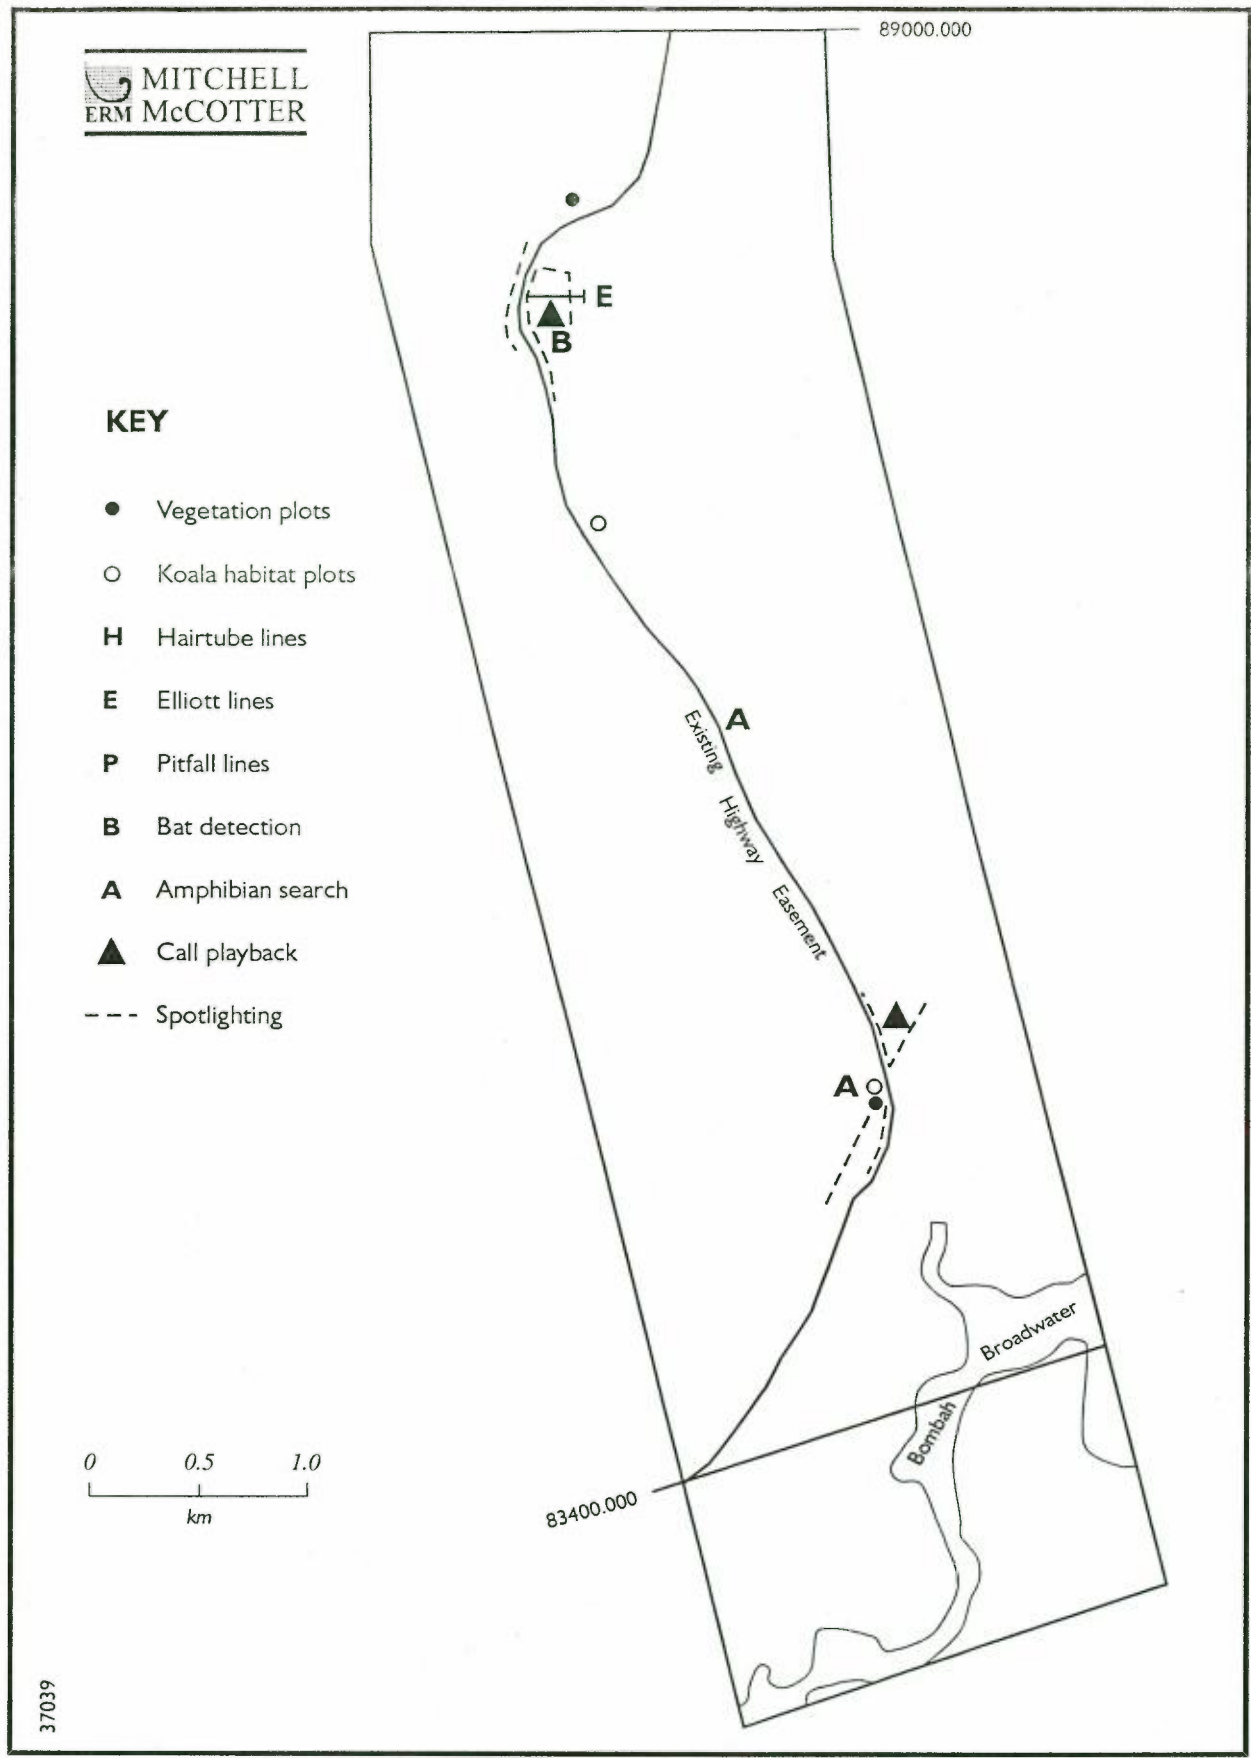 89000.000
MITCHELL
ERM McCOTTER
E
B
KEY
Vegetation plots
Koala habitat plots
H Hairtube lines
E Elliott lines
P Pitfall lines
B Bat detection
A Amphibian search
Call playback
Spotlighting
A
Existing Highway Easement
A
Broadwater
Bombah
0 0.5 1.0
km
83400.000
37039